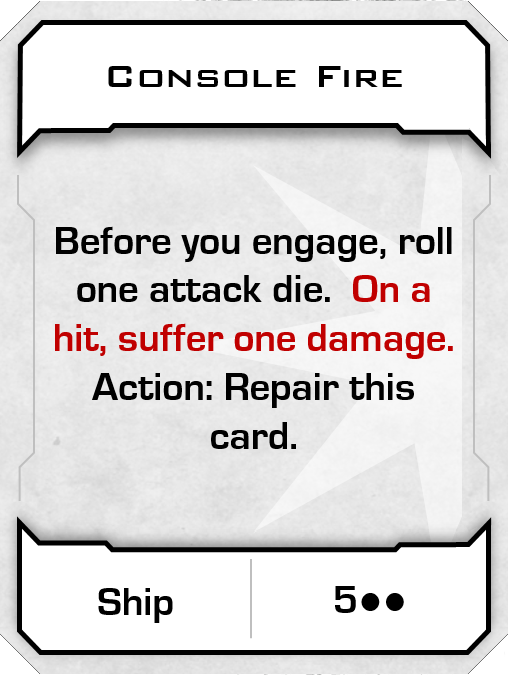 Console Fire
Before you engage, roll
one attack die.  On a
hit, suffer one damage.
Action: Repair this
card.
Ship
5●●